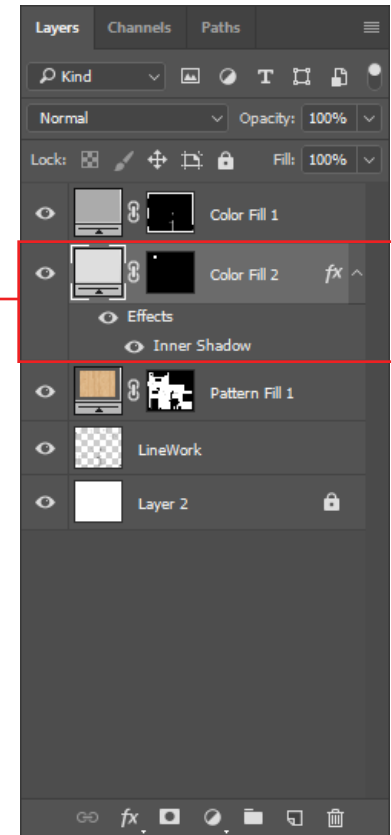 Layers Channels Paths
Kind
Normal Opacity: 100%
Lock: Fill: 100%
Color Fill 1
Color Fill 2 fx
Effects
Inner Shadow
Pattern Fill 1
LineWork
Layer 2
fx